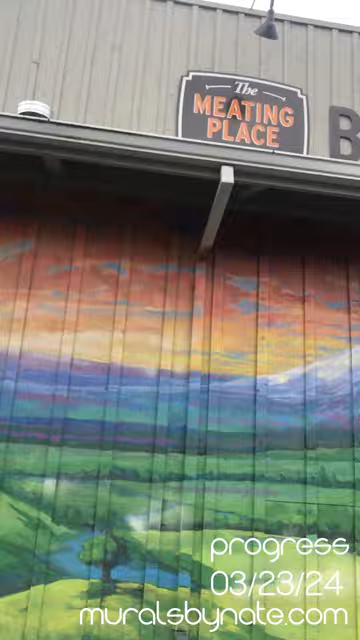 The
MEATING
PLACE
B
progress
03/23/24
muralsbynate.com